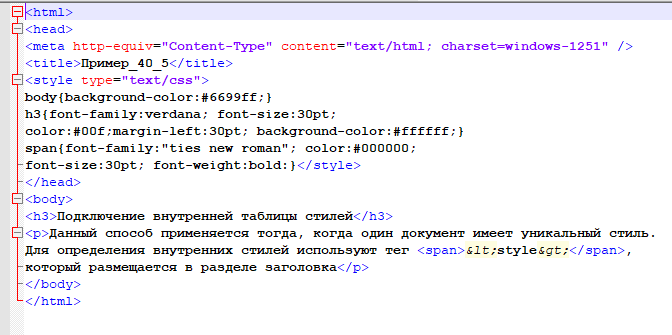 <html>
<head>
<meta http-equiv="Content-Type" content="text/html; charset=windows-1251" />
<title>Пример_40_5</title>
<style type="text/css">
body{background-color:#6699ff;}
h3{font-family:verdana; font-size:30pt;
color:#00f;margin-left:30pt; background-color:#ffffff;}
span{font-family:"ties new roman"; color:#000000;
font-size:30pt; font-weight:bold:}</style>
</head>
<body>
<h3>Подключение внутренней таблицы стилей</h3>
<p>Данный способ применяется тогда, когда один документ имеет уникальный стиль.
Для определения внутренних стилей используют тег <span>&lt;style&gt;</span>,
который размещается в разделе заголовка</p>
</body>
</html>